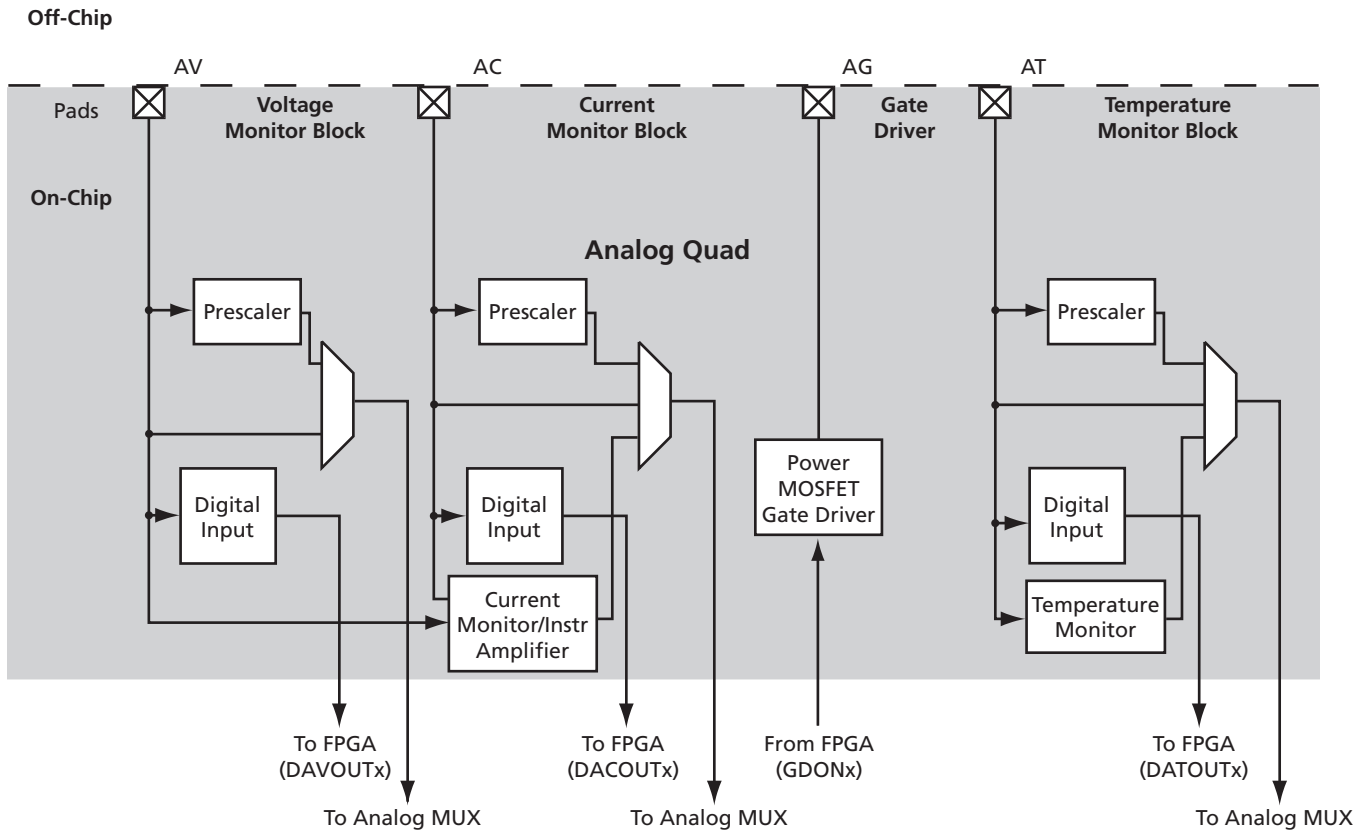 Off-Chip
AV
AC
AG
AT
Pads
Voltage
Monitor Block
Current
Monitor Block
Gate
Driver
Temperature
Monitor Block
On-Chip
Analog Quad
Prescaler
Prescaler
Prescaler
Power
MOSFET
Gate Driver
Digital
Input
Digital
Input
Digital
Input
Current
Monitor/Instr
Amplifier
Temperature
Monitor
To FPGA
(DAVOUTx)
To FPGA
(DACOUTx)
From FPGA
(GDONx)
To FPGA
(DATOUTx)
To Analog MUX
To Analog MUX
To Analog MUX